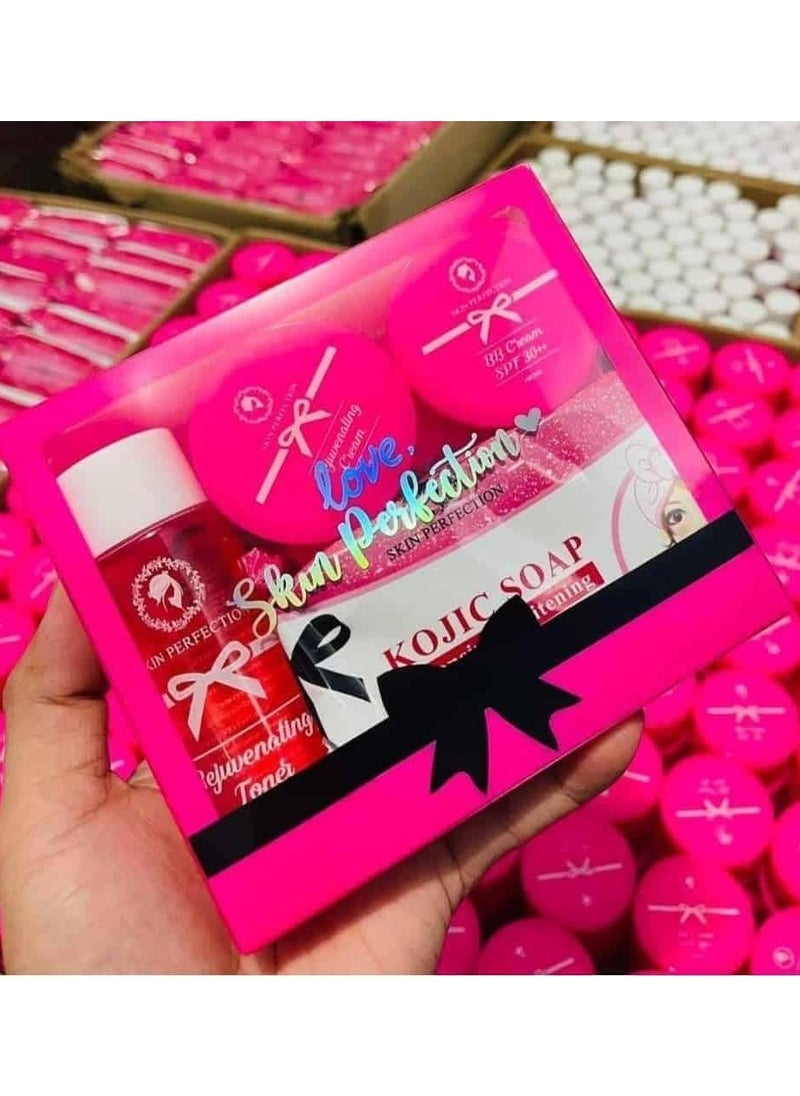 SKIN PERFECTION
BB Cream
SPF 30++
SKIN PERFECTION
Rejuvenating
Cream
love,
Skin Perfection
SKIN PERFECTION
KOJIC SOAP
SKIN PERFECTION
Rejuvenating
Toner